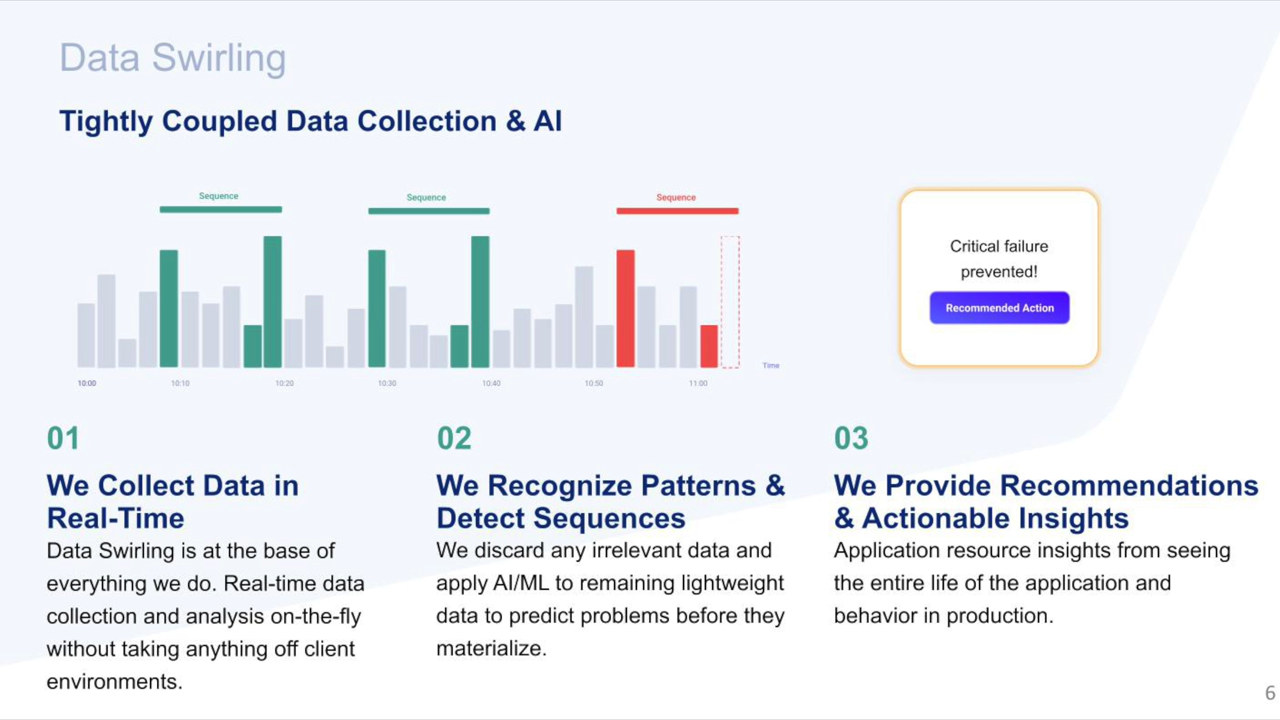 Data Swirling
Tightly Coupled Data Collection & AI
Sequence
Sequence
Sequence
Time
10:00
10:10
10:20
10:30
10:40
10:50
11:00
Critical failure
prevented!
Recommended Action
01
We Collect Data in
Real-Time
Data Swirling is at the base of
everything we do. Real-time data
collection and analysis on-the-fly
without taking anything off client
environments.
02
We Recognize Patterns &
Detect Sequences
We discard any irrelevant data and
apply AI/ML to remaining lightweight
data to predict problems before they
materialize.
03
We Provide Recommendations
& Actionable Insights
Application resource insights from seeing
the entire life of the application and
behavior in production.
6